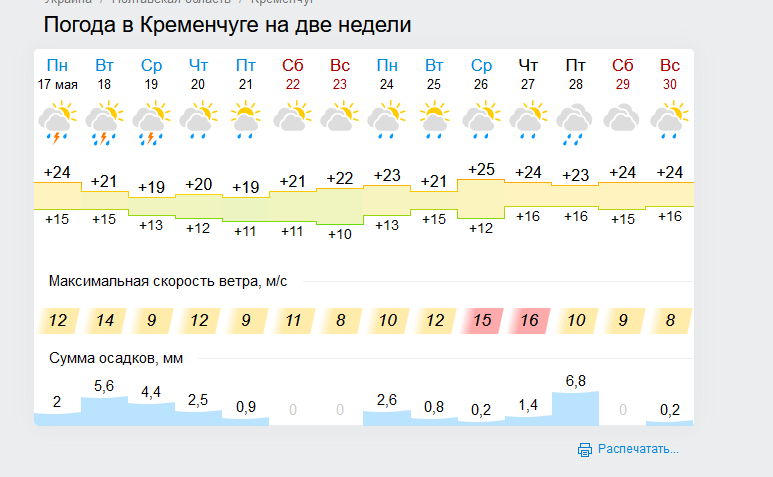 Украина / Полтавская область / Кременчуг
Погода в Кременчуге на две недели
Пн Вт Ср Чт Пт Сб Вс Пн Вт Ср Чт Пт Сб Вс
17 мая 18 19 20 21 22 23 24 25 26 27 28 29 30
+24 +21 +19 +20 +19 +21 +22 +23 +21 +25 +24 +23 +24 +24
+15 +15 +13 +12 +11 +11 +10 +13 +15 +12 +16 +16 +15 +16
Максимальная скорость ветра, м/с
12 14 9 12 9 11 8 10 12 15 16 10 9 8
Сумма осадков, мм
2 5,6 4,4 2,5 0,9 0 0 2,6 0,8 0,2 1,4 6,8 0 0,2
Распечатать...